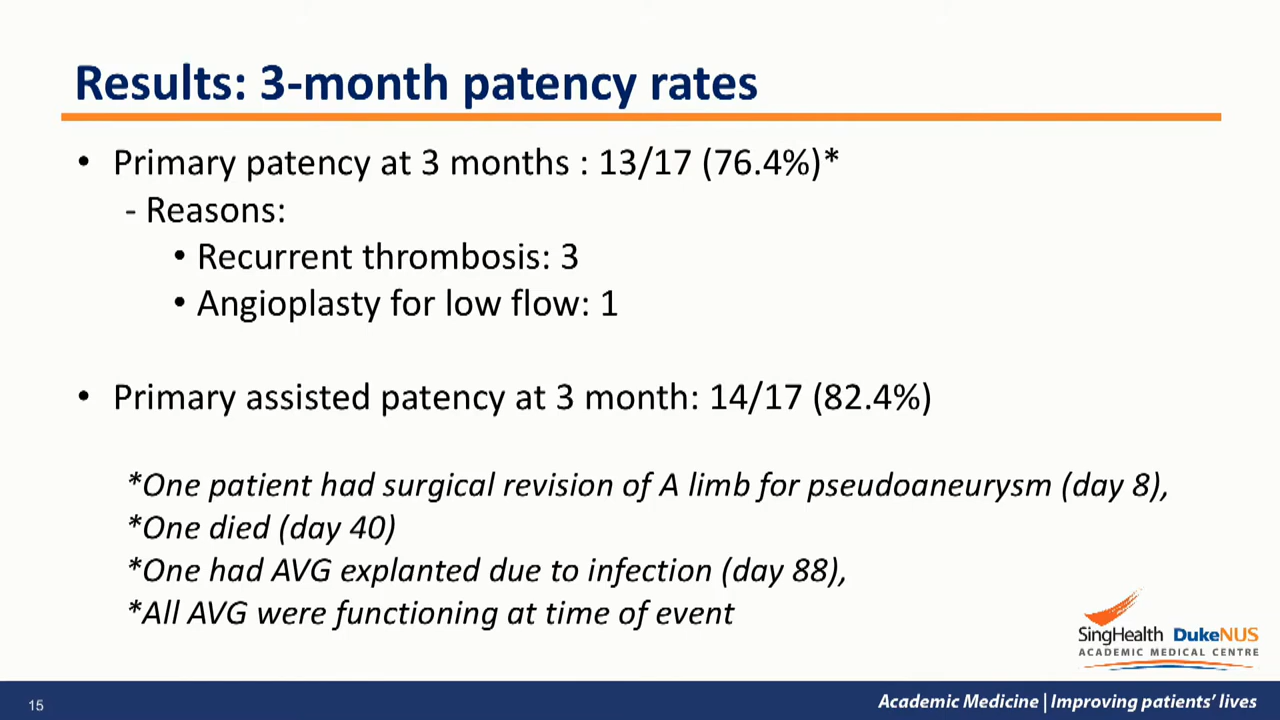 Results: 3-month patency rates
• Primary patency at 3 months : 13/17 (76.4%)*
- Reasons:
• Recurrent thrombosis: 3
• Angioplasty for low flow: 1
• Primary assisted patency at 3 month: 14/17 (82.4%)
*One patient had surgical revision of A limb for pseudoaneurysm (day 8),
*One died (day 40)
*One had AVG explanted due to infection (day 88),
*All AVG were functioning at time of event
SingHealth DukeNUS
ACADEMIC MEDICAL CENTRE
15
Academic Medicine | Improving patients' lives